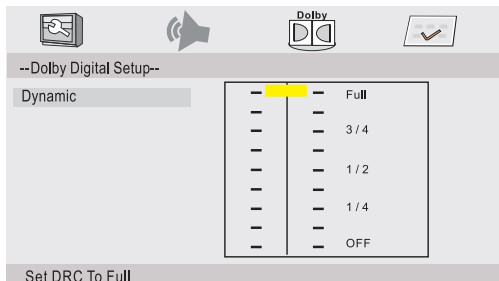 Dolby
--Dolby Digital Setup--
Dynamic
Full
3 / 4
1 / 2
1 / 4
OFF
Set DRC To Full